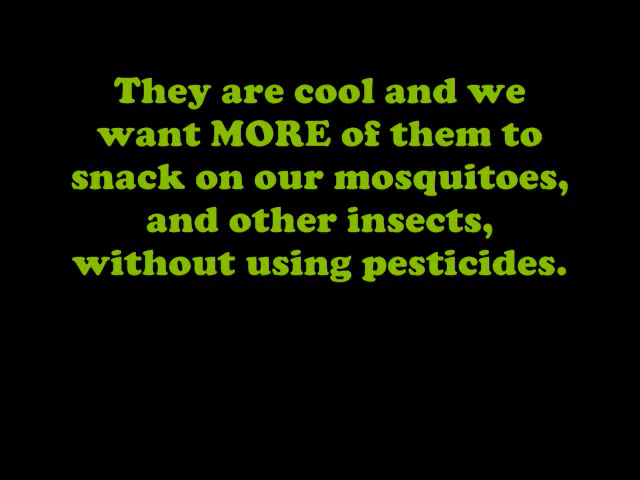 They are cool and we
want MORE of them to
snack on our mosquitoes,
and other insects,
without using pesticides.